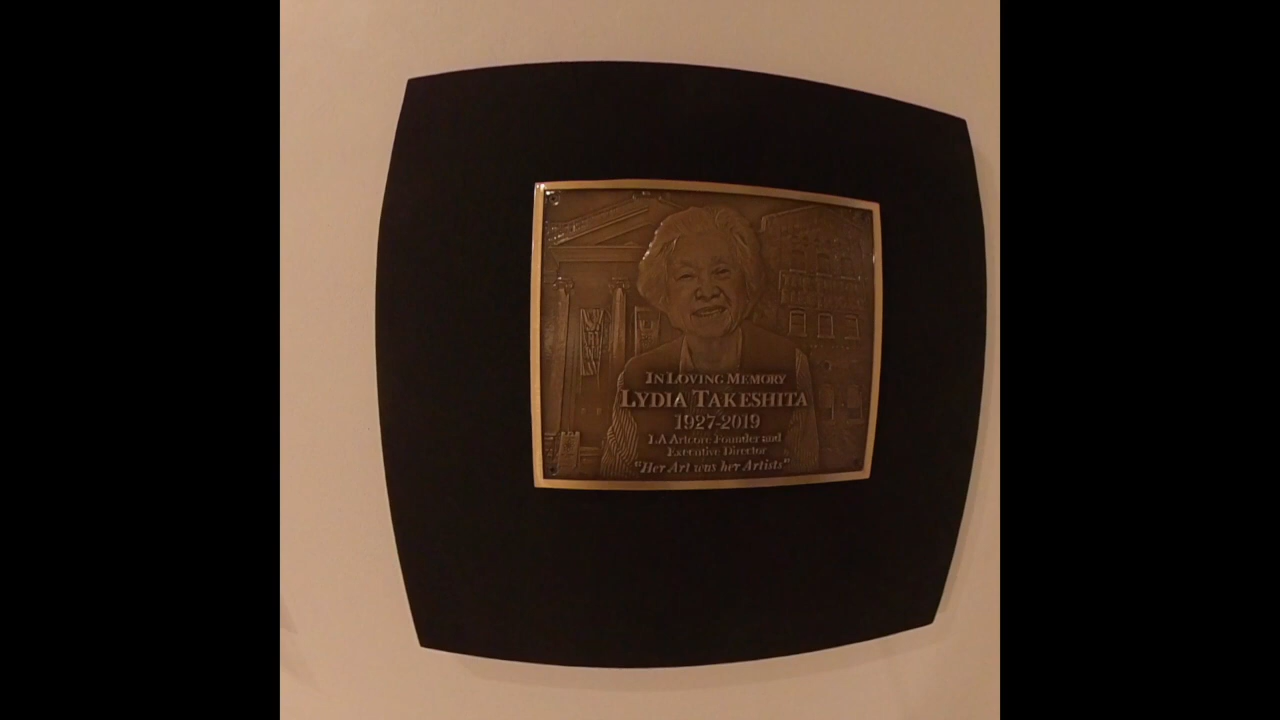 IN LOVING MEMORY
LYDIA TAKESHITA
1927-2019
LA Artcore Founder and
Executive Director
"Her Art was her Artists"